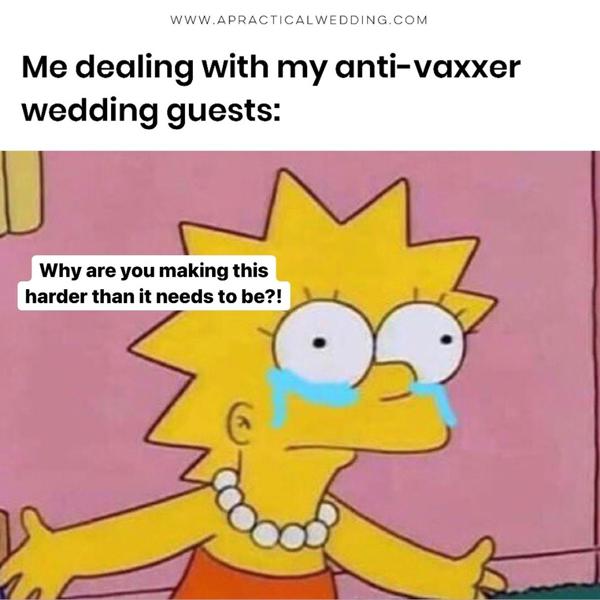 WWW.APRACTICALWEDDING.COM
Me dealing with my anti-vaxxer
wedding guests:
Why are you making this
harder than it needs to be?!